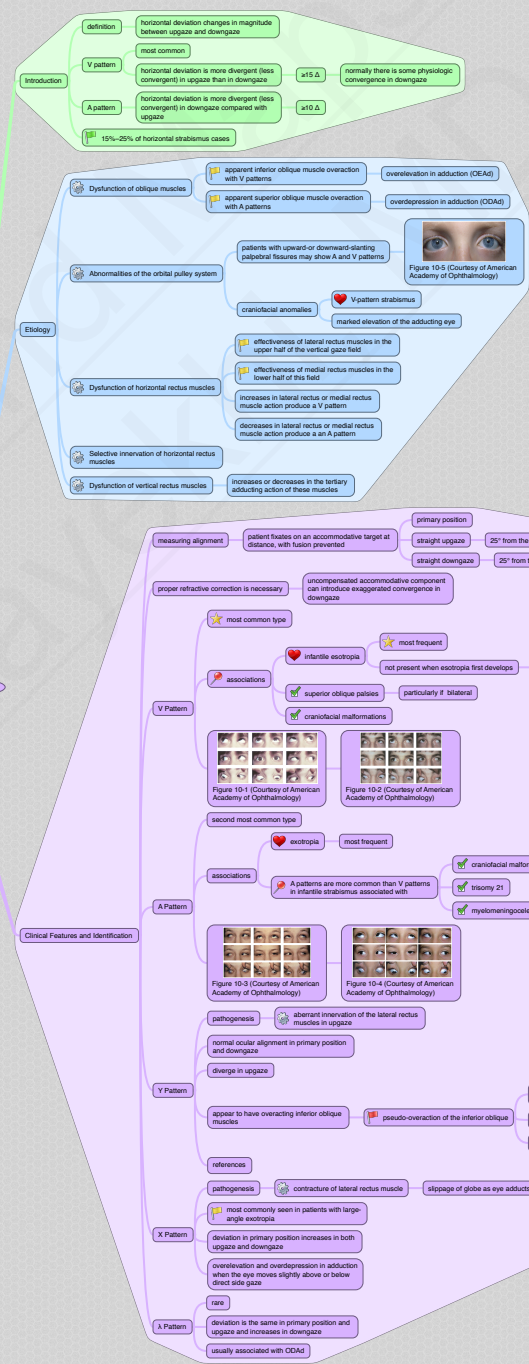 Introduction
definition
horizontal deviation changes in magnitude
between upgaze and downgaze
V pattern
most common
horizontal deviation is more divergent (less
convergent) in upgaze than in downgaze
≥15 Δ
normally there is some physiologic
convergence in downgaze
A pattern
horizontal deviation is more divergent (less
convergent) in downgaze compared with
upgaze
≥10 Δ
15%–25% of horizontal strabismus cases
Etiology
Dysfunction of oblique muscles
apparent inferior oblique muscle overaction
with V patterns
overelevation in adduction (OEAd)
apparent superior oblique muscle overaction
with A patterns
overdepression in adduction (ODAd)
Abnormalities of the orbital pulley system
patients with upward-or downward-slanting
palpebral fissures may show A and V patterns
Figure 10-5 (Courtesy of American
Academy of Ophthalmology)
craniofacial anomalies
V-pattern strabismus
marked elevation of the adducting eye
Dysfunction of horizontal rectus muscles
effectiveness of lateral rectus muscles in the
upper half of the vertical gaze field
effectiveness of medial rectus muscles in the
lower half of this field
increases in lateral rectus or medial rectus
muscle action produce a V pattern
decreases in lateral rectus or medial rectus
muscle action produce a an A pattern
Selective innervation of horizontal rectus
muscles
Dysfunction of vertical rectus muscles
increases or decreases in the tertiary
adducting action of these muscles
Clinical Features and Identification
measuring alignment
patient fixates on an accommodative target at
distance, with fusion prevented
primary position
straight upgaze
25° from the
straight downgaze
25° from
proper refractive correction is necessary
uncompensated accommodative component
can introduce exaggerated convergence in
downgaze
V Pattern
most common type
associations
infantile esotropia
most frequent
not present when esotropia first develops
superior oblique palsies
particularly if bilateral
craniofacial malformations
Figure 10-1 (Courtesy of American
Academy of Ophthalmology)
Figure 10-2 (Courtesy of American
Academy of Ophthalmology)
A Pattern
second most common type
associations
exotropia
most frequent
A patterns are more common than V patterns
in infantile strabismus associated with
craniofacial malfor
trisomy 21
myelomeningocele
Figure 10-3 (Courtesy of American
Academy of Ophthalmology)
Figure 10-4 (Courtesy of American
Academy of Ophthalmology)
Y Pattern
pathogenesis
aberrant innervation of the lateral rectus
muscles in upgaze
normal ocular alignment in primary position
and downgaze
diverge in upgaze
appear to have overacting inferior oblique
muscles
pseudo-overaction of the inferior oblique
references
X Pattern
pathogenesis
contracture of lateral rectus muscle
slippage of globe as eye adducts
most commonly seen in patients with large-
angle exotropia
deviation in primary position increases in both
upgaze and downgaze
overelevation and overdepression in adduction
when the eye moves slightly above or below
direct side gaze
λ Pattern
rare
deviation is the same in primary position and
upgaze and increases in downgaze
usually associated with ODAd